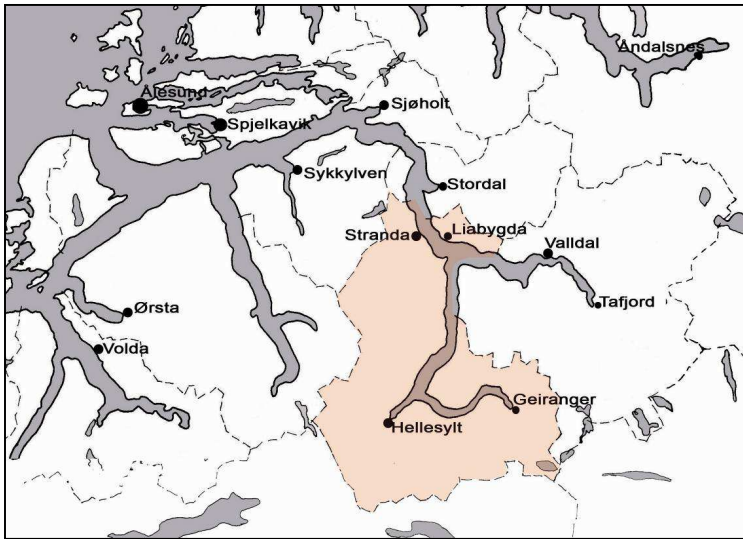 Åndalsnes
Ålesund
Sjøholt
Spjelkavik
Sykkylven
Stordal
Stranda
Liabygda
Valldal
Ørsta
Tafjord
Volda
Geiranger
Hellesylt